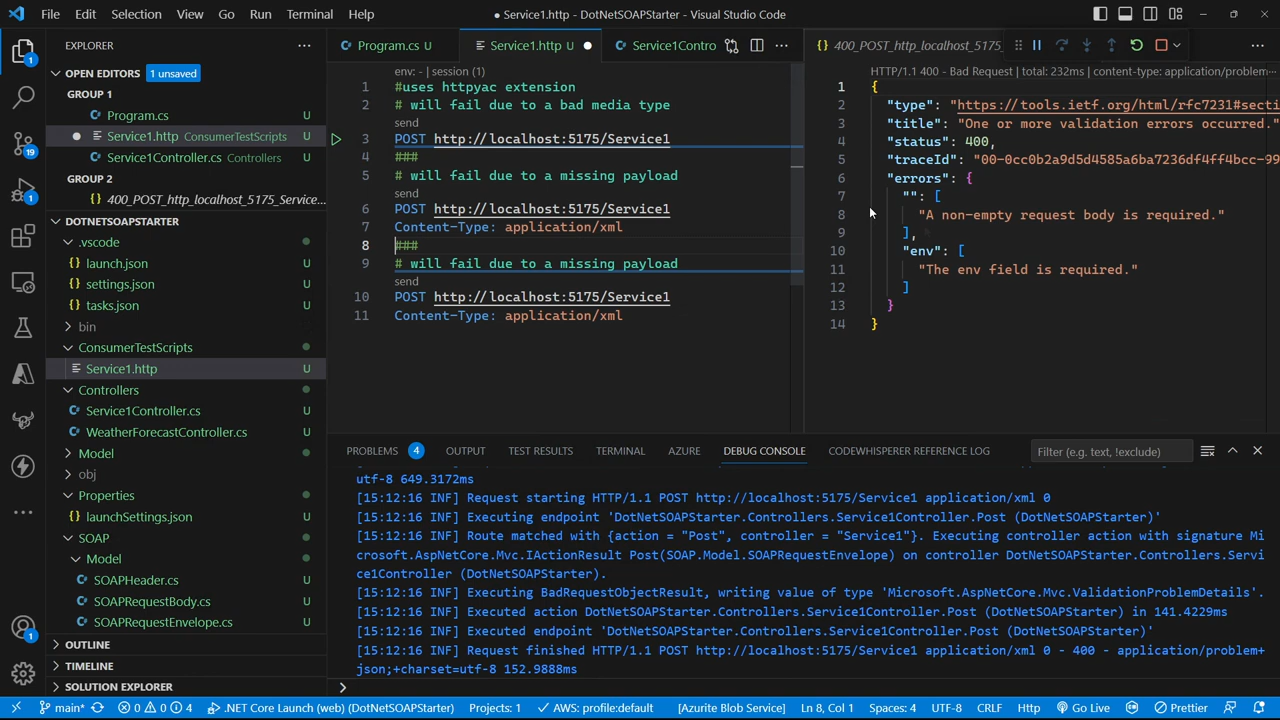 File Edit Selection View Go Run Terminal Help
● Service1.http - DotNetSOAPStarter - Visual Studio Code
EXPLORER
OPEN EDITORS 1 unsaved
GROUP 1
Program.cs U
Service1.http ConsumerTestScripts U
Service1Controller.cs Controllers U
GROUP 2
400_POST_http_localhost_5175_Service...
DOTNETSOAPSTARTER
.vscode
launch.json U
settings.json U
tasks.json U
bin
ConsumerTestScripts
Service1.http U
Controllers
Service1Controller.cs U
WeatherForecastController.cs U
Model
obj
Properties
launchSettings.json U
SOAP
Model
SOAPHeader.cs U
SOAPRequestBody.cs U
SOAPRequestEnvelope.cs U
OUTLINE
TIMELINE
SOLUTION EXPLORER
1
19
1
1
Program.cs U
Service1.http U
Service1Contro
env: - | session (1)
1 #uses httpyac extension
2 # will fail due to a bad media type
send
3 POST http://localhost:5175/Service1
4 ###
5 # will fail due to a missing payload
send
6 POST http://localhost:5175/Service1
7 Content-Type: application/xml
8 ###
9 # will fail due to a missing payload
send
10 POST http://localhost:5175/Service1
11 Content-Type: application/xml
400_POST_http_localhost_5175_
HTTP/1.1 400 - Bad Request | total: 232ms | content-type: application/problem...
1 {
2 "type": "https://tools.ietf.org/html/rfc7231#secti
3 "title": "One or more validation errors occurred."
4 "status": 400,
5 "traceId": "00-0cc0b2a9d5d4585a6ba7236df4ff4bcc-99
6 "errors": {
7 "": [
8 "A non-empty request body is required."
9 ],
10 "env": [
11 "The env field is required."
12 ]
13 }
14 }
PROBLEMS 4 OUTPUT TEST RESULTS TERMINAL AZURE DEBUG CONSOLE CODEWHISPERER REFERENCE LOG
Filter (e.g. text, !exclude)
utf-8 649.3172ms
[15:12:16 INF] Request starting HTTP/1.1 POST http://localhost:5175/Service1 application/xml 0
[15:12:16 INF] Executing endpoint 'DotNetSOAPStarter.Controllers.Service1Controller.Post (DotNetSOAPStarter)'
[15:12:16 INF] Route matched with {action = "Post", controller = "Service1"}. Executing controller action with signature Mi
crosoft.AspNetCore.Mvc.IActionResult Post(SOAP.Model.SOAPRequestEnvelope) on controller DotNetSOAPStarter.Controllers.Servi
ce1Controller (DotNetSOAPStarter).
[15:12:16 INF] Executing BadRequestObjectResult, writing value of type 'Microsoft.AspNetCore.Mvc.ValidationProblemDetails'.
[15:12:16 INF] Executed action DotNetSOAPStarter.Controllers.Service1Controller.Post (DotNetSOAPStarter) in 141.4229ms
[15:12:16 INF] Executed endpoint 'DotNetSOAPStarter.Controllers.Service1Controller.Post (DotNetSOAPStarter)'
[15:12:16 INF] Request finished HTTP/1.1 POST http://localhost:5175/Service1 application/xml 0 - 400 - application/problem+
json;+charset=utf-8 152.9888ms
main* 0 0 4 .NET Core Launch (web) (DotNetSOAPStarter) Projects: 1 AWS: profile:default [Azurite Blob Service] Ln 8, Col 1 Spaces: 4 UTF-8 CRLF Http Go Live Prettier